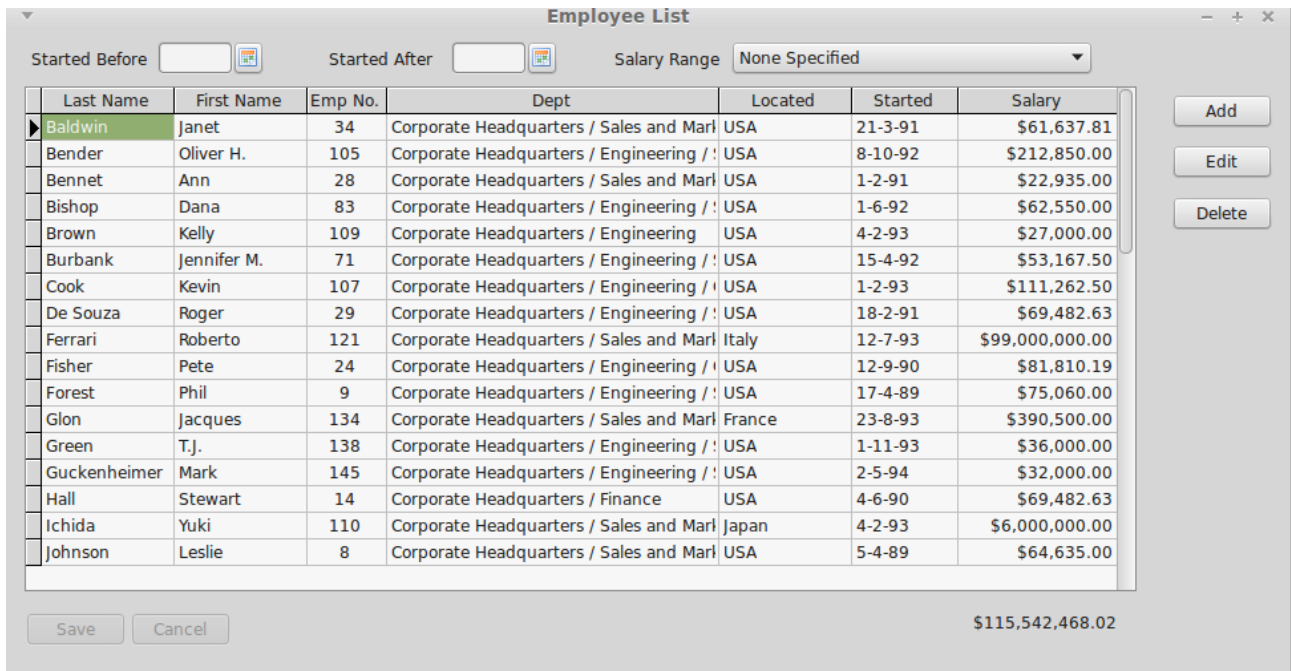 Employee List
Started Before Started After Salary Range None Specified
Last Name First Name Emp No. Dept Located Started Salary
Baldwin Janet 34 Corporate Headquarters / Sales and USA 21-3-91 $61,637.81
Bender Oliver H. 105 Corporate Headquarters / Engineering / USA 8-10-92 $212,850.00
Bennet Ann 28 Corporate Headquarters / Sales and USA 1-2-91 $22,935.00
Bishop Dana 83 Corporate Headquarters / Engineering / USA 1-6-92 $62,550.00
Brown Kelly 109 Corporate Headquarters / Engineering USA 4-2-93 $27,000.00
Burbank Jennifer M. 71 Corporate Headquarters / Engineering / USA 15-4-92 $53,167.50
Cook Kevin 107 Corporate Headquarters / Engineering / USA 1-2-93 $111,262.50
De Souza Roger 29 Corporate Headquarters / Engineering / USA 18-2-91 $69,482.63
Ferrari Roberto 121 Corporate Headquarters / Sales and Italy 12-7-93 $99,000,000.00
Fisher Pete 24 Corporate Headquarters / Engineering / USA 12-9-90 $81,810.19
Forest Phil 9 Corporate Headquarters / Engineering / USA 17-4-89 $75,060.00
Glon Jacques 134 Corporate Headquarters / Sales and France 23-8-93 $390,500.00
Green T.J. 138 Corporate Headquarters / Engineering / USA 1-11-93 $36,000.00
Guckenheimer Mark 145 Corporate Headquarters / Engineering / USA 2-5-94 $32,000.00
Hall Stewart 14 Corporate Headquarters / Finance USA 4-6-90 $69,482.63
Ichida Yuki 110 Corporate Headquarters / Sales and Japan 4-2-93 $6,000,000.00
Johnson Leslie 8 Corporate Headquarters / Sales and USA 5-4-89 $64,635.00
Add
Edit
Delete
Save Cancel $115,542,468.02